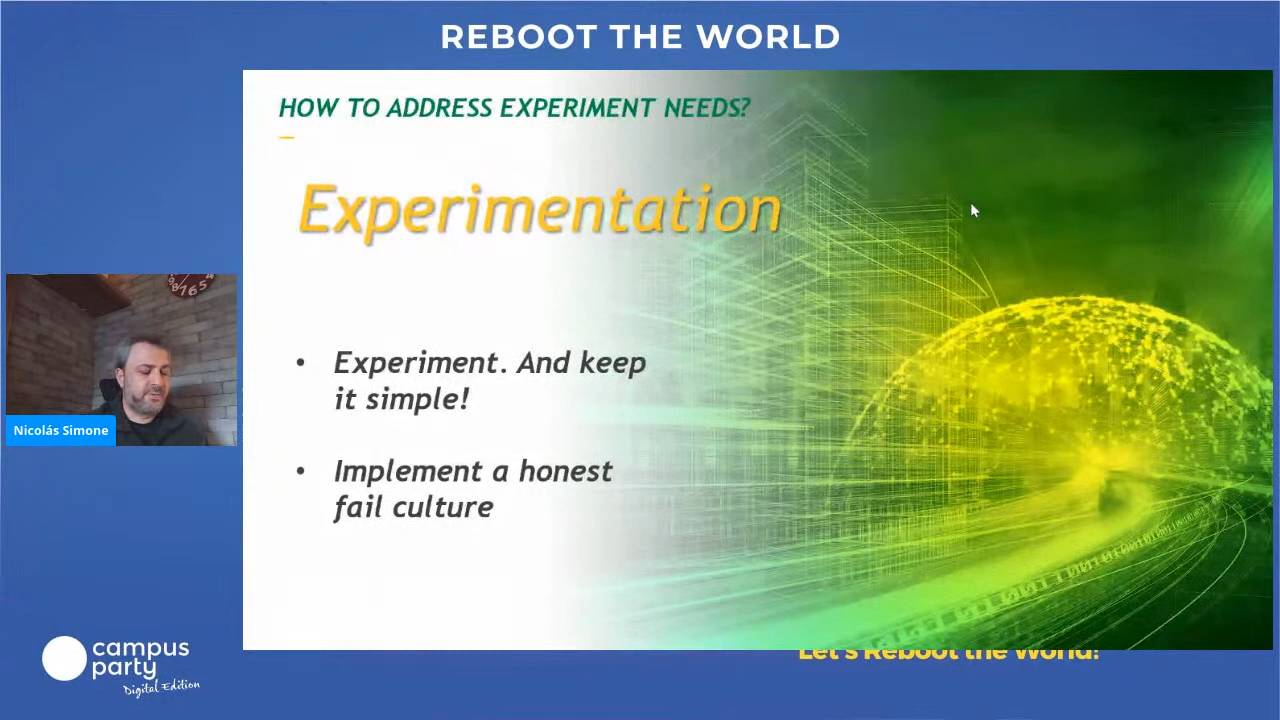 REBOOT THE WORLD
HOW TO ADDRESS EXPERIMENT NEEDS?
Experimentation
• Experiment. And keep
it simple!
• Implement a honest
fail culture
Nicolás Simone
campus
party
Digital Edition
Let's Reboot the World!